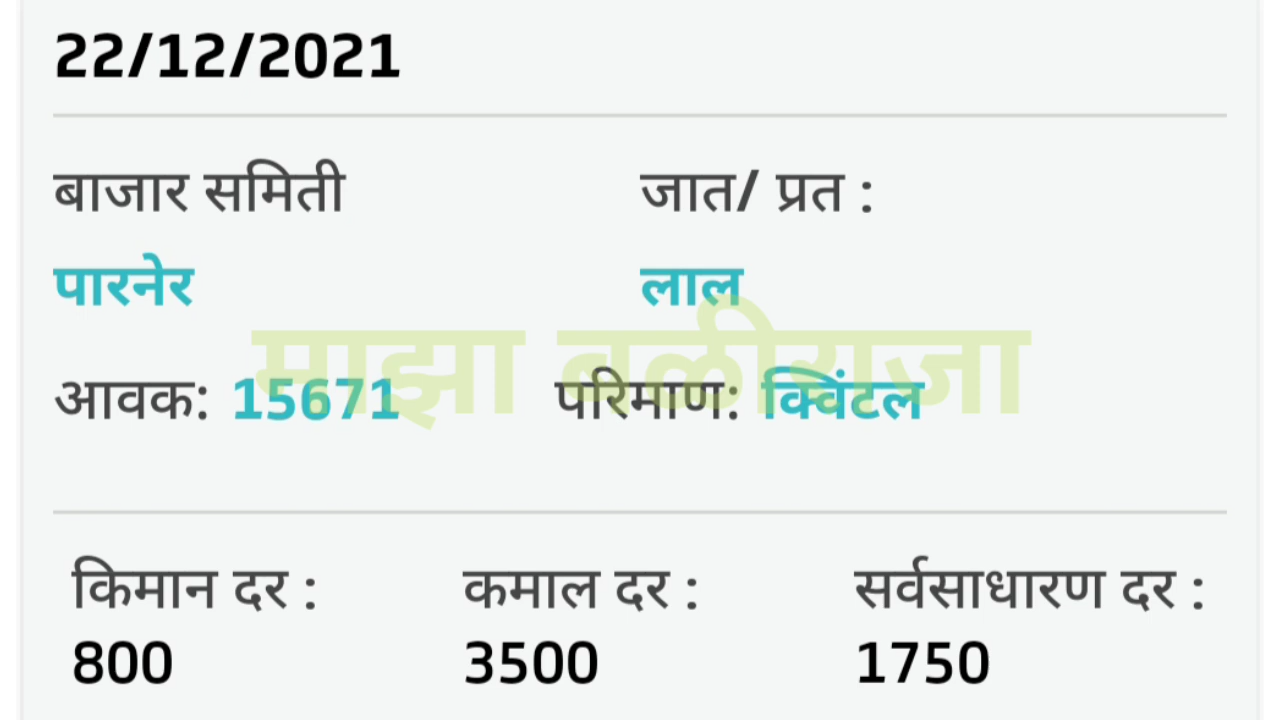 22/12/2021
बाजार समिती जात/ प्रत :
पारनेर लाल
माझा बळीराजा
आवक: 15671 परिमाण: क्विंटल
किमान दर : कमाल दर : सर्वसाधारण दर :
800 3500 1750